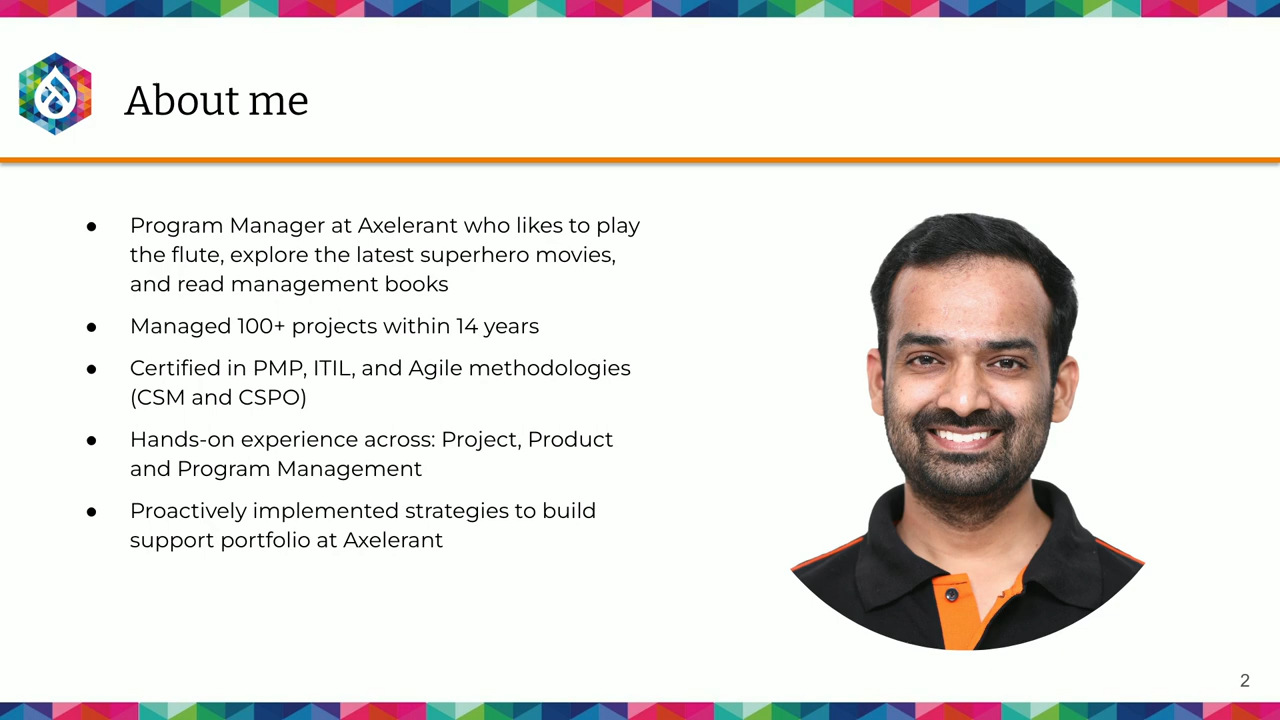 About me
● Program Manager at Axelerant who likes to play
the flute, explore the latest superhero movies,
and read management books
● Managed 100+ projects within 14 years
● Certified in PMP, ITIL, and Agile methodologies
(CSM and CSPO)
● Hands-on experience across: Project, Product
and Program Management
● Proactively implemented strategies to build
support portfolio at Axelerant
2